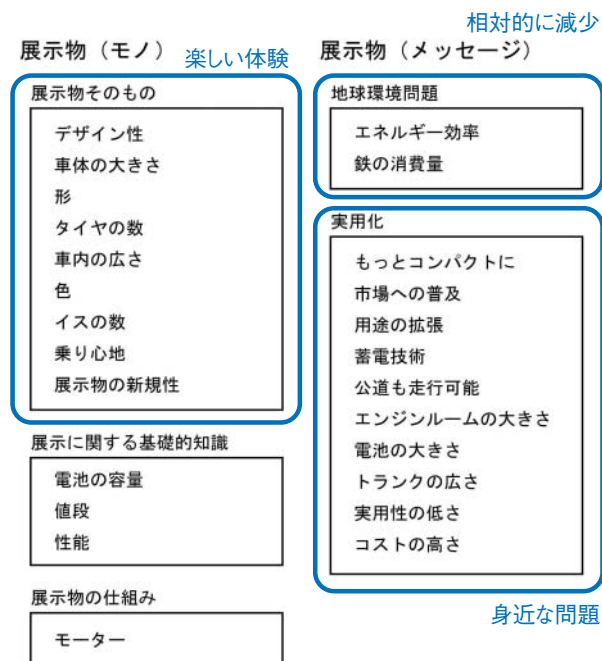 相対的に減少
展示物（モノ）
楽しい体験
展示物（メッセージ）
展示物そのもの
デザイン性
車体の大きさ
形
タイヤの数
車内の広さ
色
イスの数
乗り心地
展示物の新規性
展示に関する基礎的知識
電池の容量
値段
性能
展示物の仕組み
モーター
地球環境問題
エネルギー効率
鉄の消費量
実用化
もっとコンパクトに
市場への普及
用途の拡張
蓄電技術
公道も走行可能
エンジンルームの大きさ
電池の大きさ
トランクの広さ
実用性の低さ
コストの高さ
身近な問題